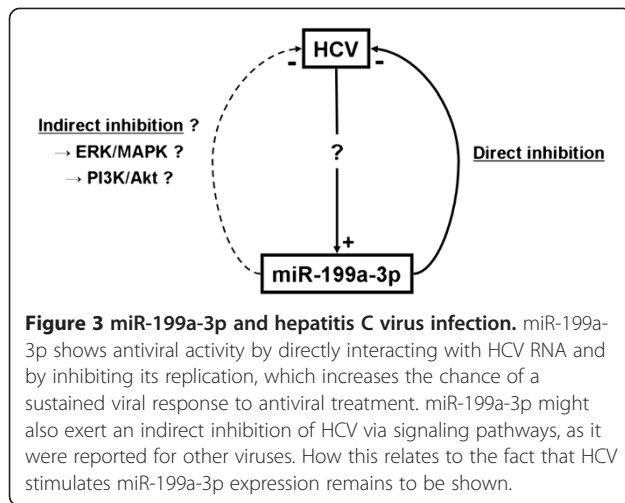 HCV
- -
Indirect inhibition ?
→ ERK/MAPK ?
→ PI3K/Akt ?
?
Direct inhibition
+
miR-199a-3p
Figure 3 miR-199a-3p and hepatitis C virus infection. miR-199a-
3p shows antiviral activity by directly interacting with HCV RNA and
by inhibiting its replication, which increases the chance of a
sustained viral response to antiviral treatment. miR-199a-3p might
also exert an indirect inhibition of HCV via signaling pathways, as it
were reported for other viruses. How this relates to the fact that HCV
stimulates miR-199a-3p expression remains to be shown.